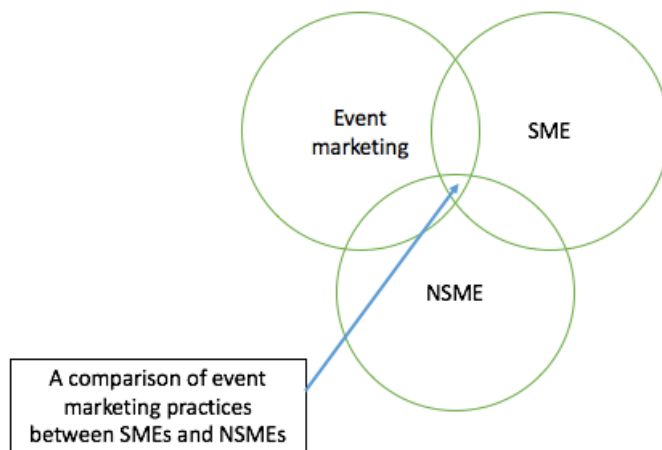 Event
marketing
SME
NSME
A comparison of event
marketing practices
between SMEs and NSMEs